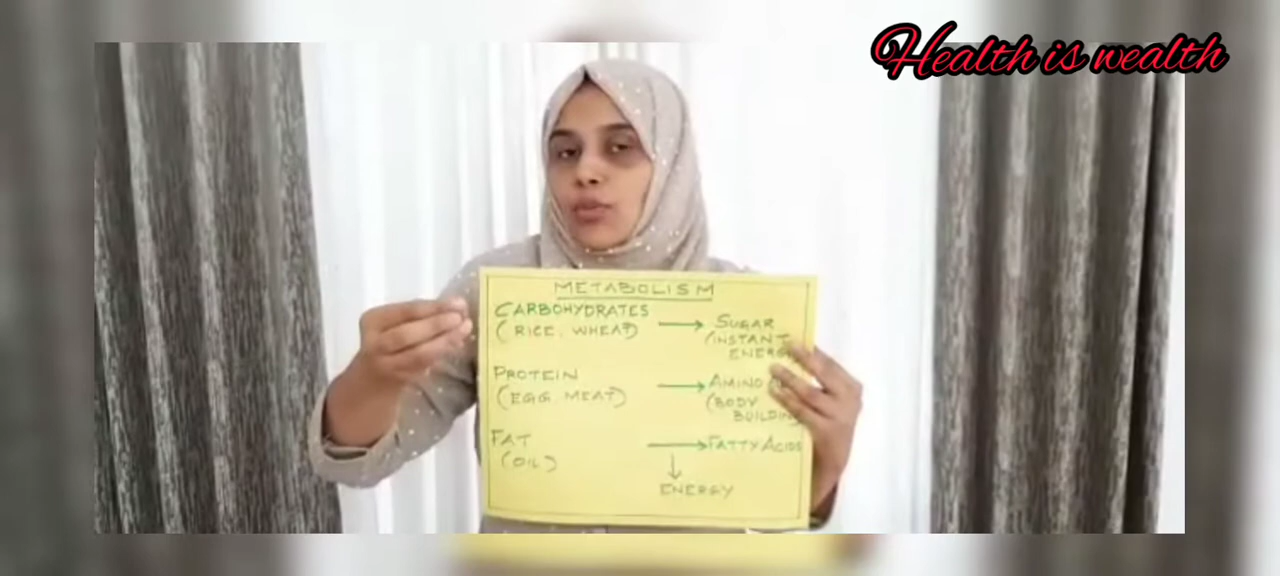 Health is wealth
METABOLISM
CARBOHYDRATES
(RICE, WHEAT)
SUGAR
(INSTANT
ENERGY
PROTEIN
(EGG, MEAT)
AMINO
(BODY
BUILDING)
FAT
(OIL)
FATTY ACIDS
ENERGY